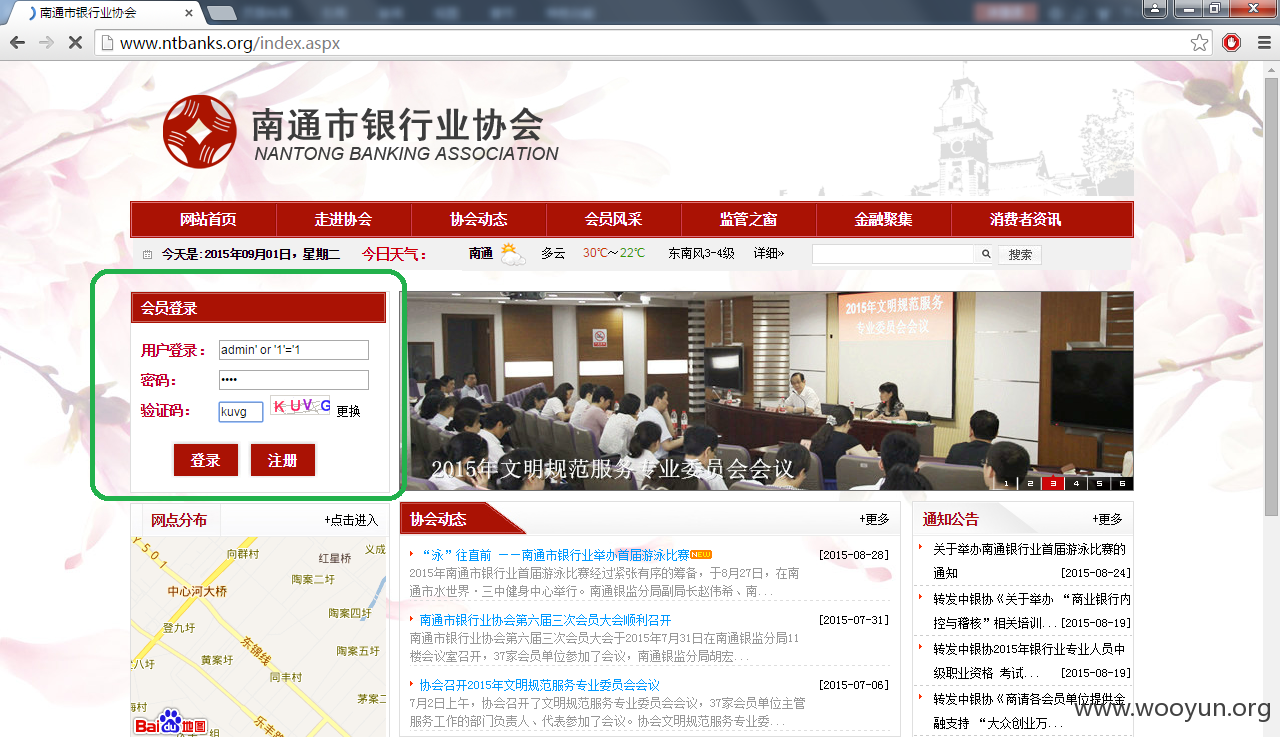 南通市银行业协会
www.ntbanks.org/index.aspx
南通市银行业协会
NANTONG BANKING ASSOCIATION
网站首页 走进协会 协会动态 会员风采 监管之窗 金融聚集 消费者资讯
今天是:2015年09月01日，星期二 今日天气： 南通 多云 30℃～22℃ 东南风3-4级 详细» 搜索
会员登录
用户登录： admin' or '1'='1
密码： ••••
验证码： kuvg KUVG 更换
登录 注册
2015年文明规范服务
专业委员会会议
2015年文明规范服务专业委员会会议
1 2 3 4 5 6
网点分布 +点击进入
向群村
义成
红星桥
陶案二圩
中心河大桥
陶案四圩
登九圩
东锦线
陶案五圩
黄案圩
同丰村
茅案二
乐丰
Bai du 地图
协会动态 +更多
“泳”往直前 －－南通市银行业举办首届游泳比赛NEW [2015-08-28]
2015年南通市银行业首届游泳比赛经过紧张有序的筹备，于8月27日，在南
通市水世界·三中健身中心举行。南通银监分局副局长赵伟希、南...
南通市银行业协会第六届三次会员大会顺利召开 [2015-07-31]
南通市银行业协会第六届三次会员大会于2015年7月31日在南通银监分局11
楼会议室召开，37家会员单位参加了会议，南通银监分局胡宏...
协会召开2015年文明规范服务专业委员会会议 [2015-07-06]
7月2日上午，协会召开了文明规范服务专业委员会会议，37家会员单位主管
服务工作的部门负责人、代表参加了会议。协会文明规范服务专业委...
通知公告 +更多
关于举办南通银行业首届游泳比赛的
通知 [2015-08-24]
转发中银协《关于举办 “商业银行内
控与稽核”相关培训... [2015-08-19]
转发中银协2015年银行业专业人员中
级职业资格 考试... [2015-08-19]
转发中银协《南请各会员单位提供金
融支持 “大众创业万...
www.wooyun.org